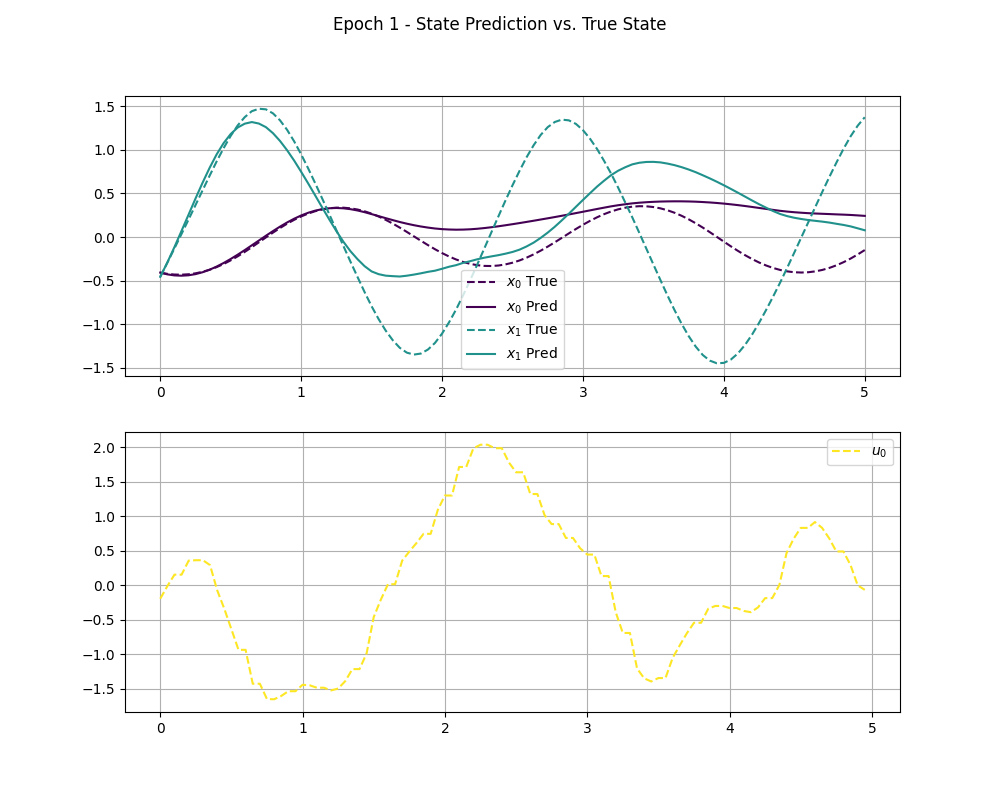 Epoch 1 - State Prediction vs. True State
1.5
1.0
0.5
0.0
−0.5
−1.0
−1.5
x₀ True
x₀ Pred
x₁ True
x₁ Pred
0 1 2 3 4 5
2.0
1.5
1.0
0.5
0.0
−0.5
−1.0
−1.5
u₀
0 1 2 3 4 5